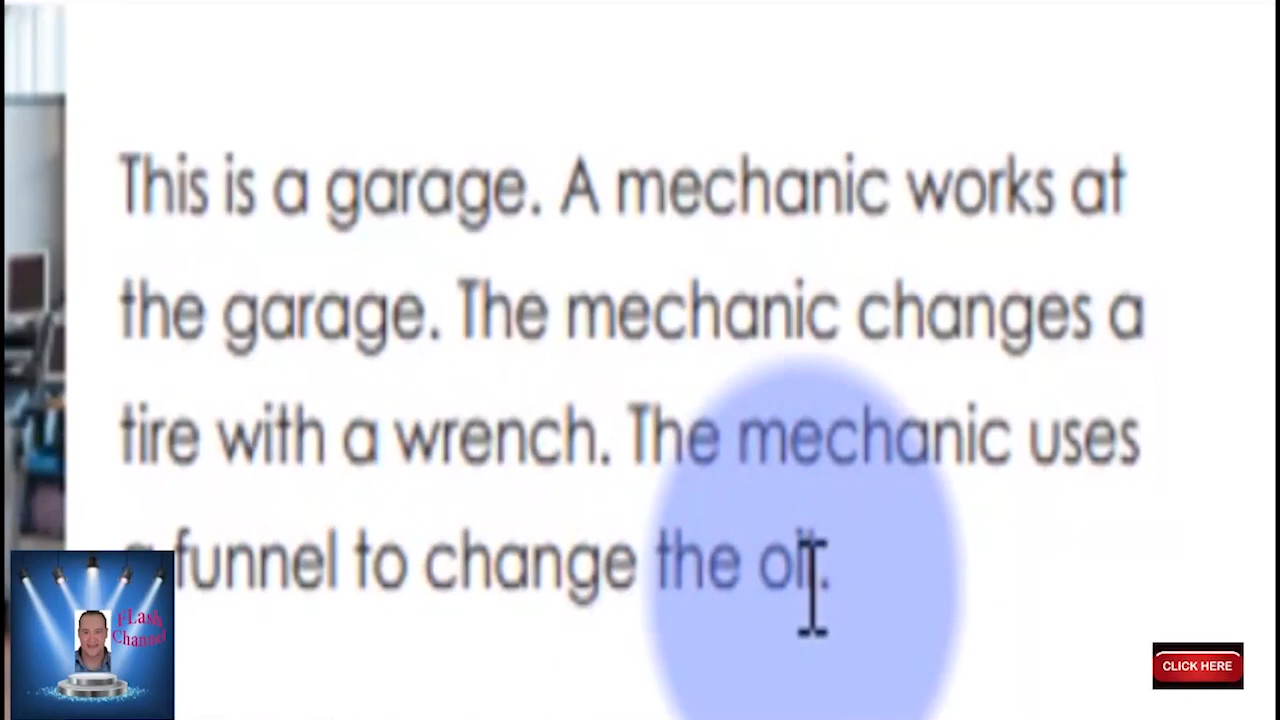 This is a garage. A mechanic works at
the garage. The mechanic changes a
tire with a wrench. The mechanic uses
a funnel to change the oil.
FLash
Channel
CLICK HERE